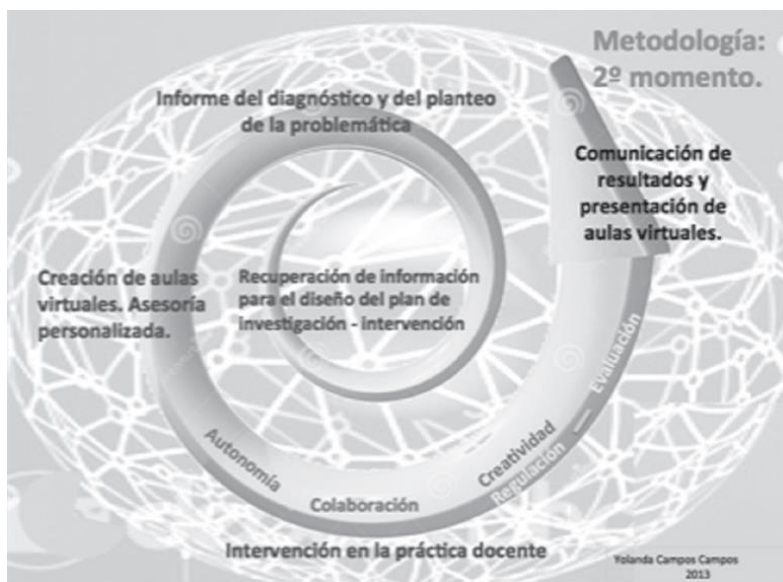 Metodología:
2º momento.
Informe del diagnóstico y del planteo
de la problemática
Comunicación de
resultados y
presentación de
aulas virtuales.
Creación de aulas
virtuales. Asesoría
personalizada.
Recuperación de información
para el diseño del plan de
investigación - intervención
Autonomía
Colaboración
Creatividad
Regulación — Evaluación
Intervención en la práctica docente
Yolanda Campos Campos
2013